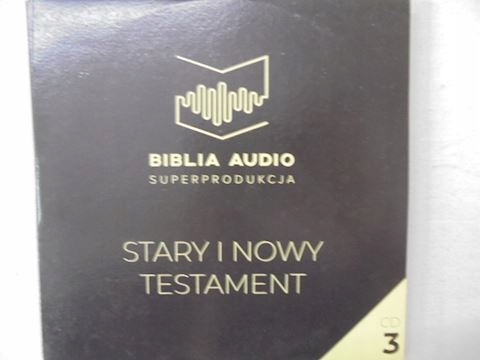 BIBLIA AUDIO
SUPERPRODUKCJA
STARY I NOWY
TESTAMENT
CD
3